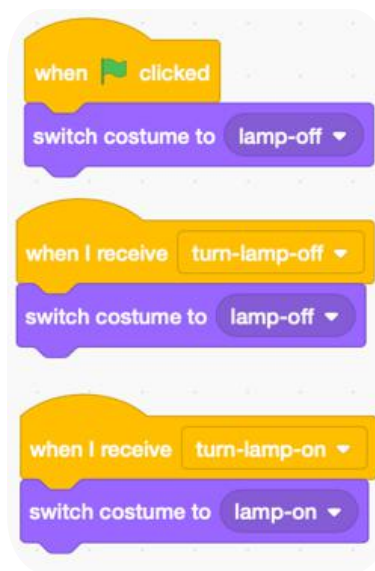 when clicked
switch costume to lamp-off
when I receive turn-lamp-off
switch costume to lamp-off
when I receive turn-lamp-on
switch costume to lamp-on